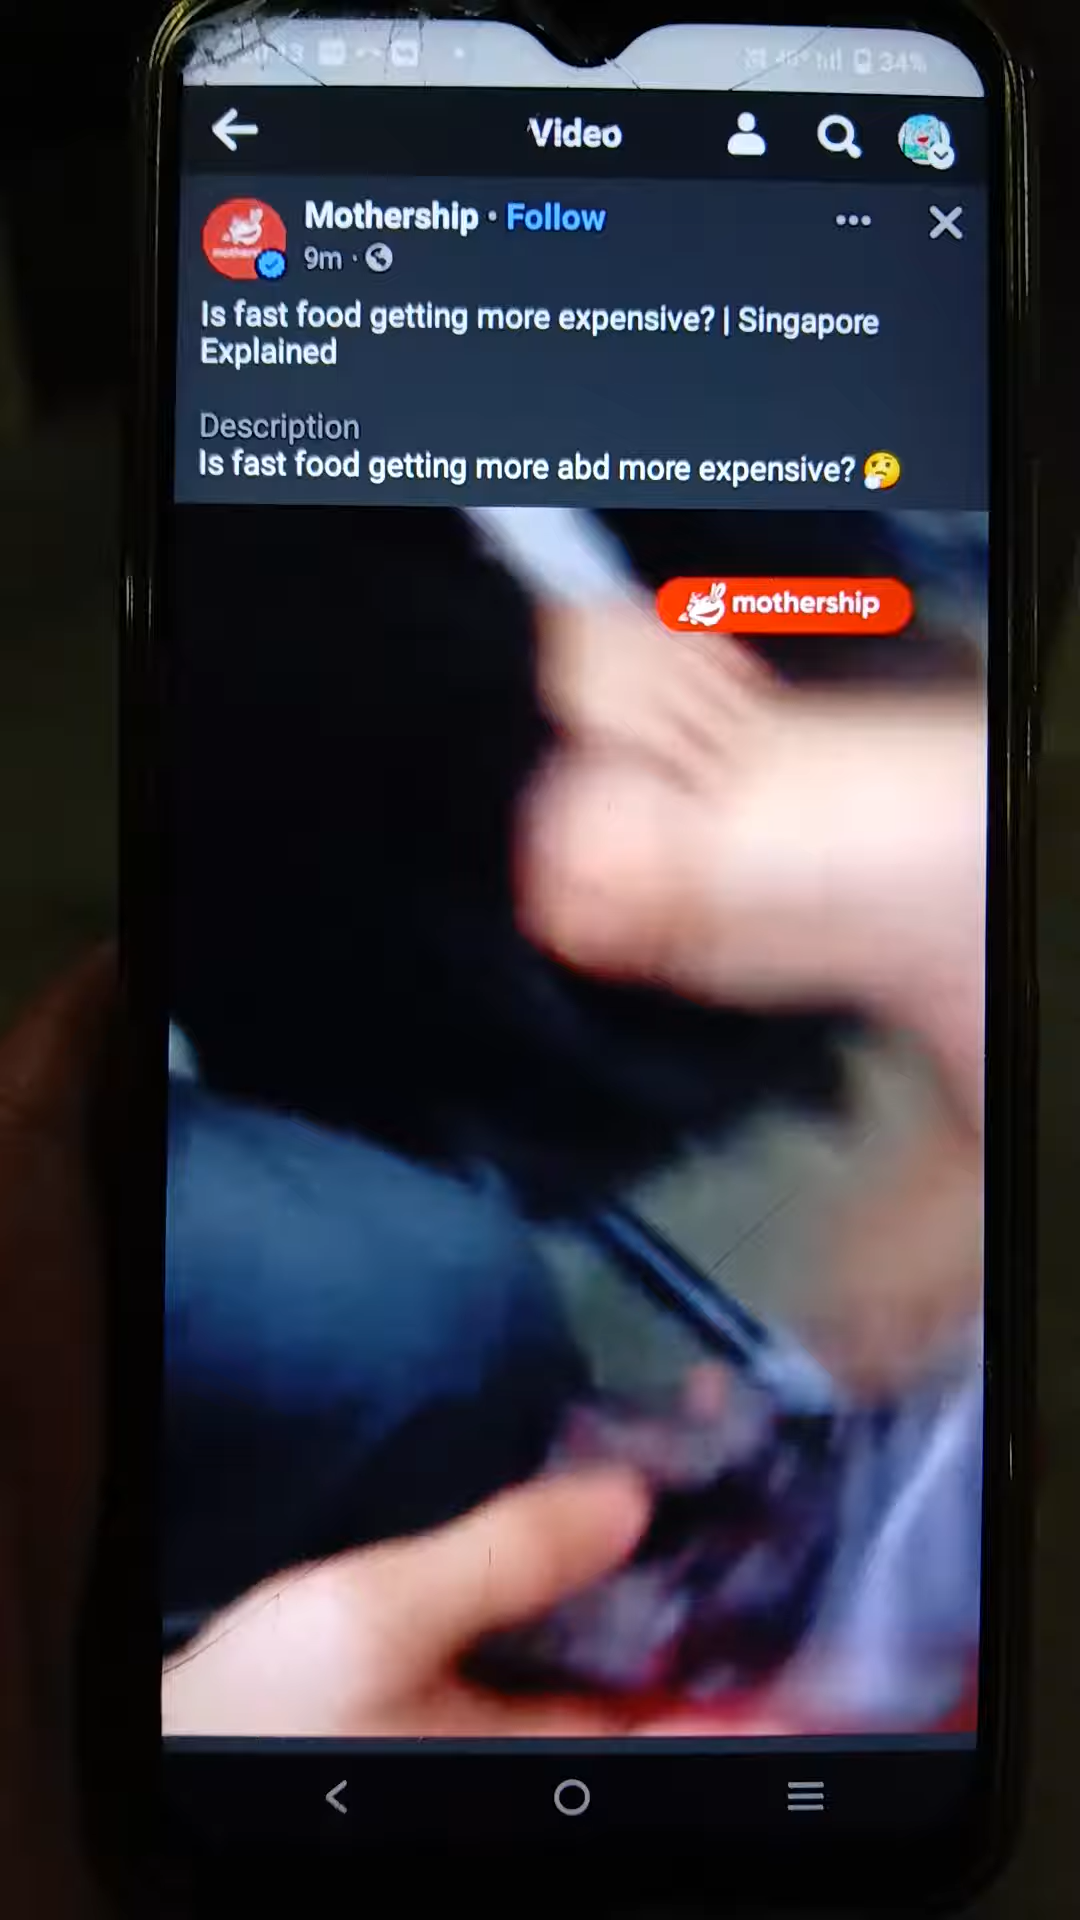 34%
Video
Mothership • Follow
9m
Is fast food getting more expensive? | Singapore
Explained
Description
Is fast food getting more abd more expensive? 🤔
mothership